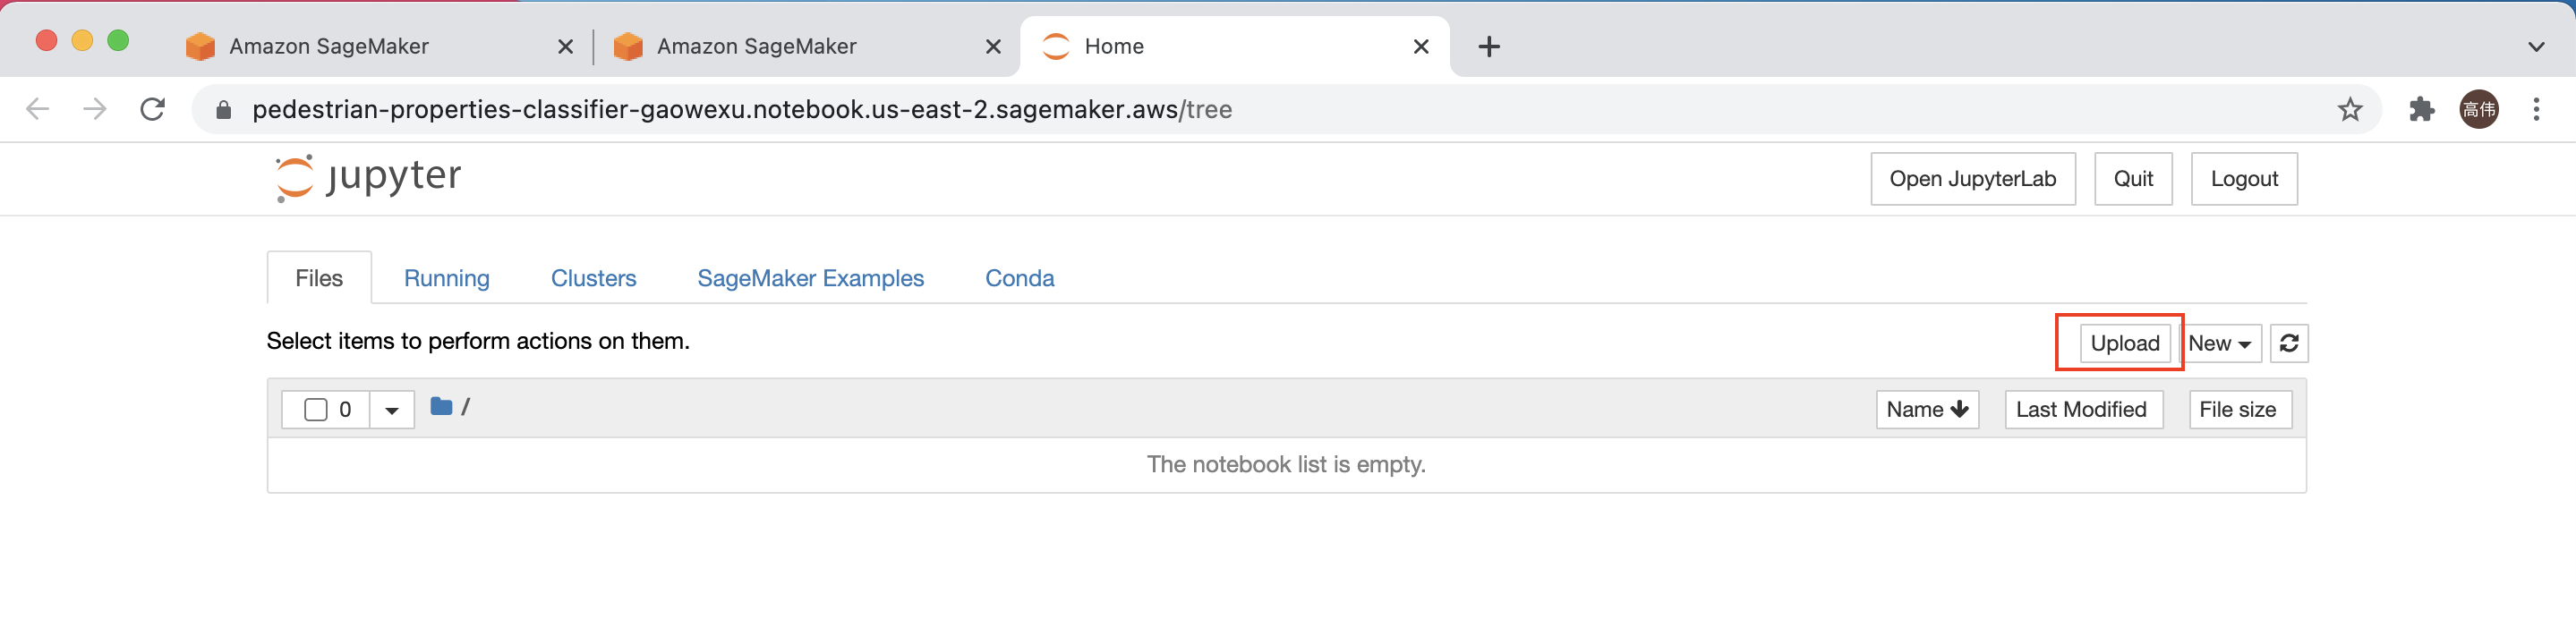 Amazon SageMaker
Amazon SageMaker
Home
pedestrian-properties-classifier-gaowexu.notebook.us-east-2.sagemaker.aws/tree
高伟
jupyter
Open JupyterLab
Quit
Logout
Files
Running
Clusters
SageMaker Examples
Conda
Select items to perform actions on them.
Upload
New
0
/
Name
Last Modified
File size
The notebook list is empty.